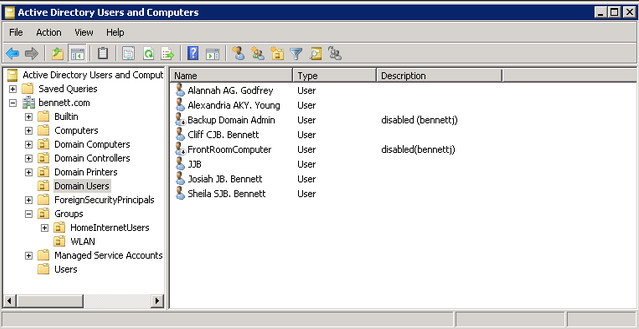 Active Directory Users and Computers
File Action View Help
Active Directory Users and Comput
Saved Queries
bennett.com
Builtin
Computers
Domain Computers
Domain Controllers
Domain Printers
Domain Users
ForeignSecurityPrincipals
Groups
HomeInternetUsers
WLAN
Managed Service Accounts
Users
Name Type Description
Alannah AG. Godfrey User
Alexandria AKY. Young User
Backup Domain Admin User disabled (bennettj)
Cliff CJB. Bennett User
FrontRoomComputer User disabled(bennettj)
JJB User
Josiah JB. Bennett User
Sheila SJB. Bennett User